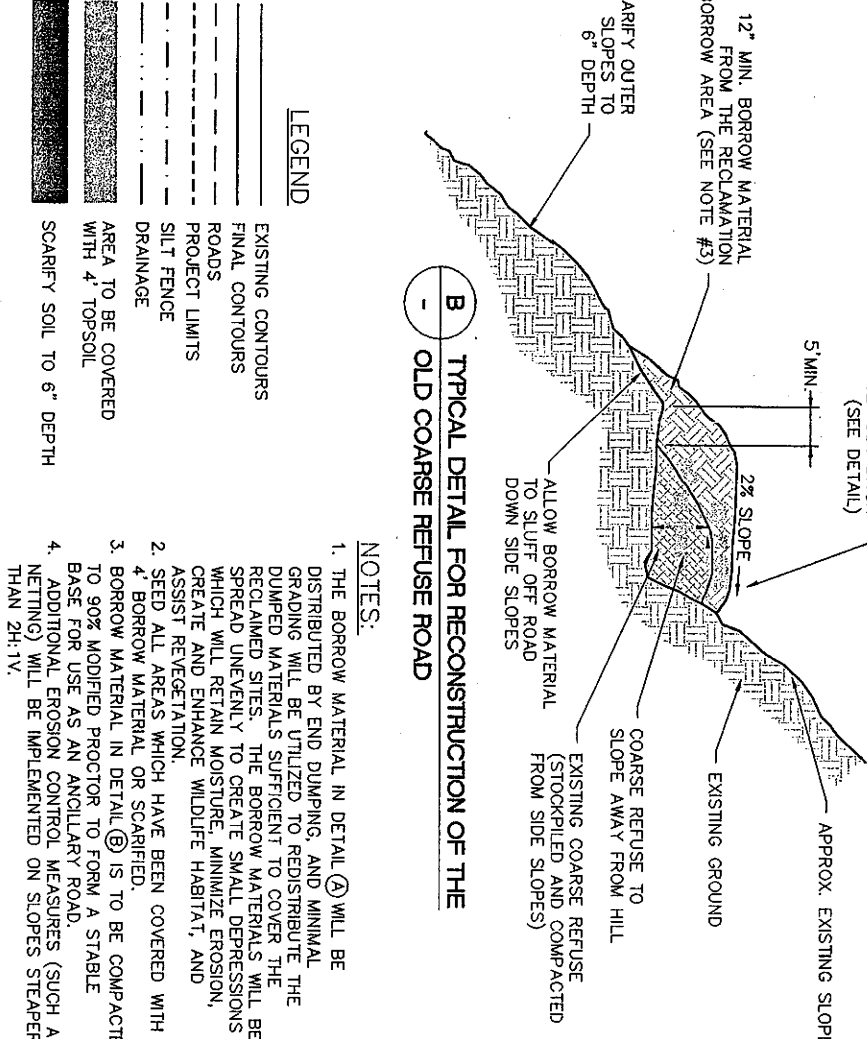 (SEE DETAIL)
12" MIN. BORROW MATERIAL
FROM THE RECLAMATION
BORROW AREA (SEE NOTE #3)
5' MIN
2% SLOPE
APPROX. EXISTING SLOPE
EXISTING GROUND
COARSE REFUSE TO
SLOPE AWAY FROM HILL
EXISTING COARSE REFUSE
(STOCKPILED AND COMPACTED
FROM SIDE SLOPES)
ALLOW BORROW MATERIAL
TO SLUFF OFF ROAD
DOWN SIDE SLOPES
ARIFY OUTER
SLOPES TO
6" DEPTH
B
-
TYPICAL DETAIL FOR RECONSTRUCTION OF THE
OLD COARSE REFUSE ROAD
LEGEND
EXISTING CONTOURS
FINAL CONTOURS
ROADS
PROJECT LIMITS
SILT FENCE
DRAINAGE
AREA TO BE COVERED
WITH 4' TOPSOIL
SCARIFY SOIL TO 6" DEPTH
NOTES:
1. THE BORROW MATERIAL IN DETAIL A WILL BE
DISTRIBUTED BY END DUMPING, AND MINIMAL
GRADING WILL BE UTILIZED TO REDISTRIBUTE THE
DUMPED MATERIALS SUFFICIENT TO COVER THE
RECLAIMED SITES. THE BORROW MATERIALS WILL BE
SPREAD UNEVENLY TO CREATE SMALL DEPRESSIONS
WHICH WILL RETAIN MOISTURE, MINIMIZE EROSION,
CREATE AND ENHANCE WILDLIFE HABITAT, AND
ASSIST REVEGETATION.
2. SEED ALL AREAS WHICH HAVE BEEN COVERED WITH
4' BORROW MATERIAL OR SCARIFIED.
3. BORROW MATERIAL IN DETAIL B IS TO BE COMPACTE
TO 90% MODIFIED PROCTOR TO FORM A STABLE
BASE FOR USE AS AN ANCILLARY ROAD.
4. ADDITIONAL EROSION CONTROL MEASURES (SUCH A
NETTING) WILL BE IMPLEMENTED ON SLOPES STEAPER
THAN 2H:1V.